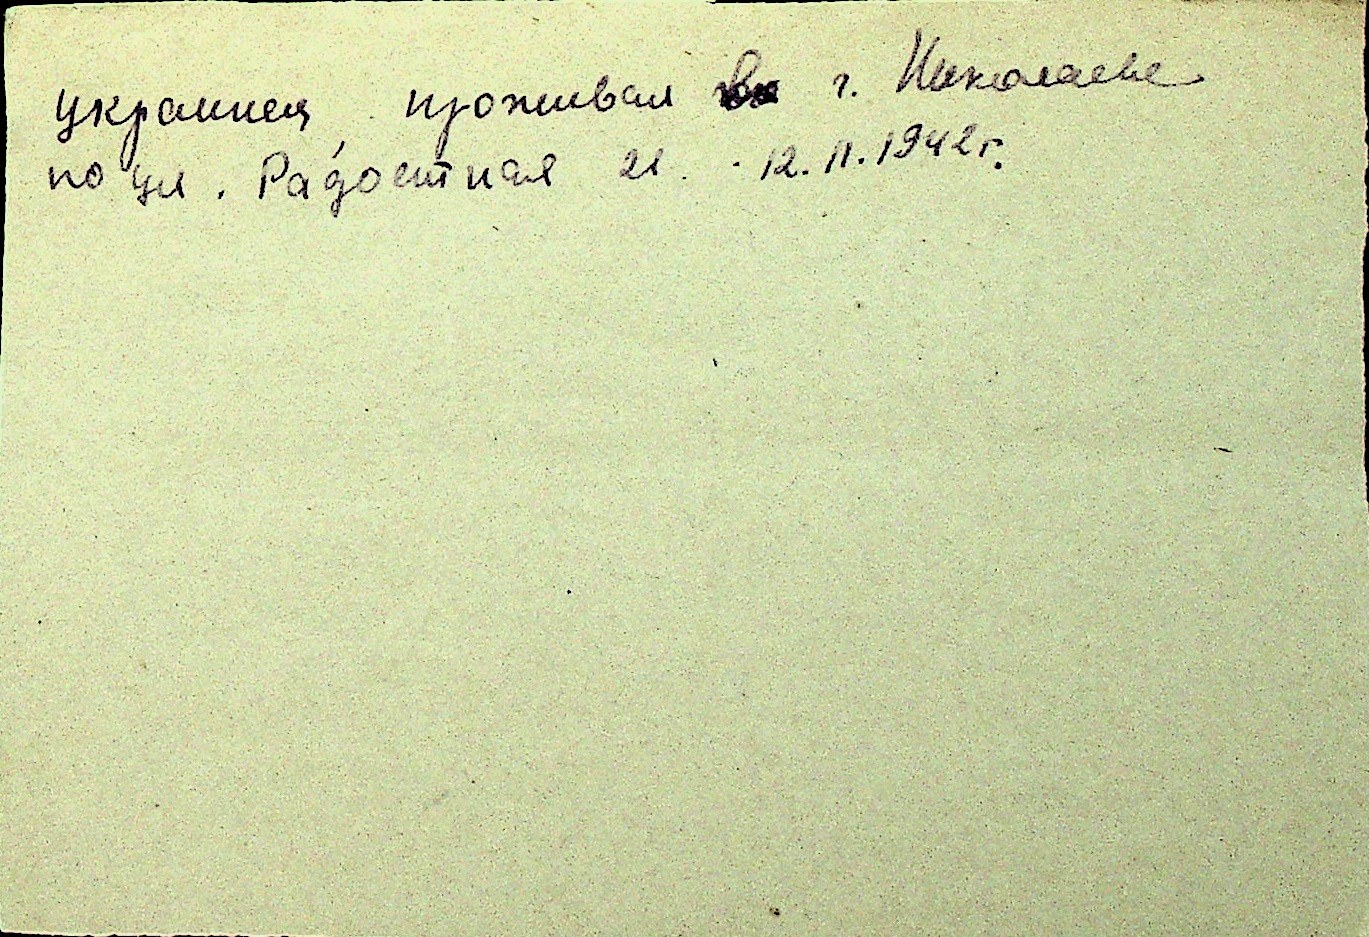 украинец проживал в г. Николаеве
по ул. Радостная 21. 12.II.1942г.